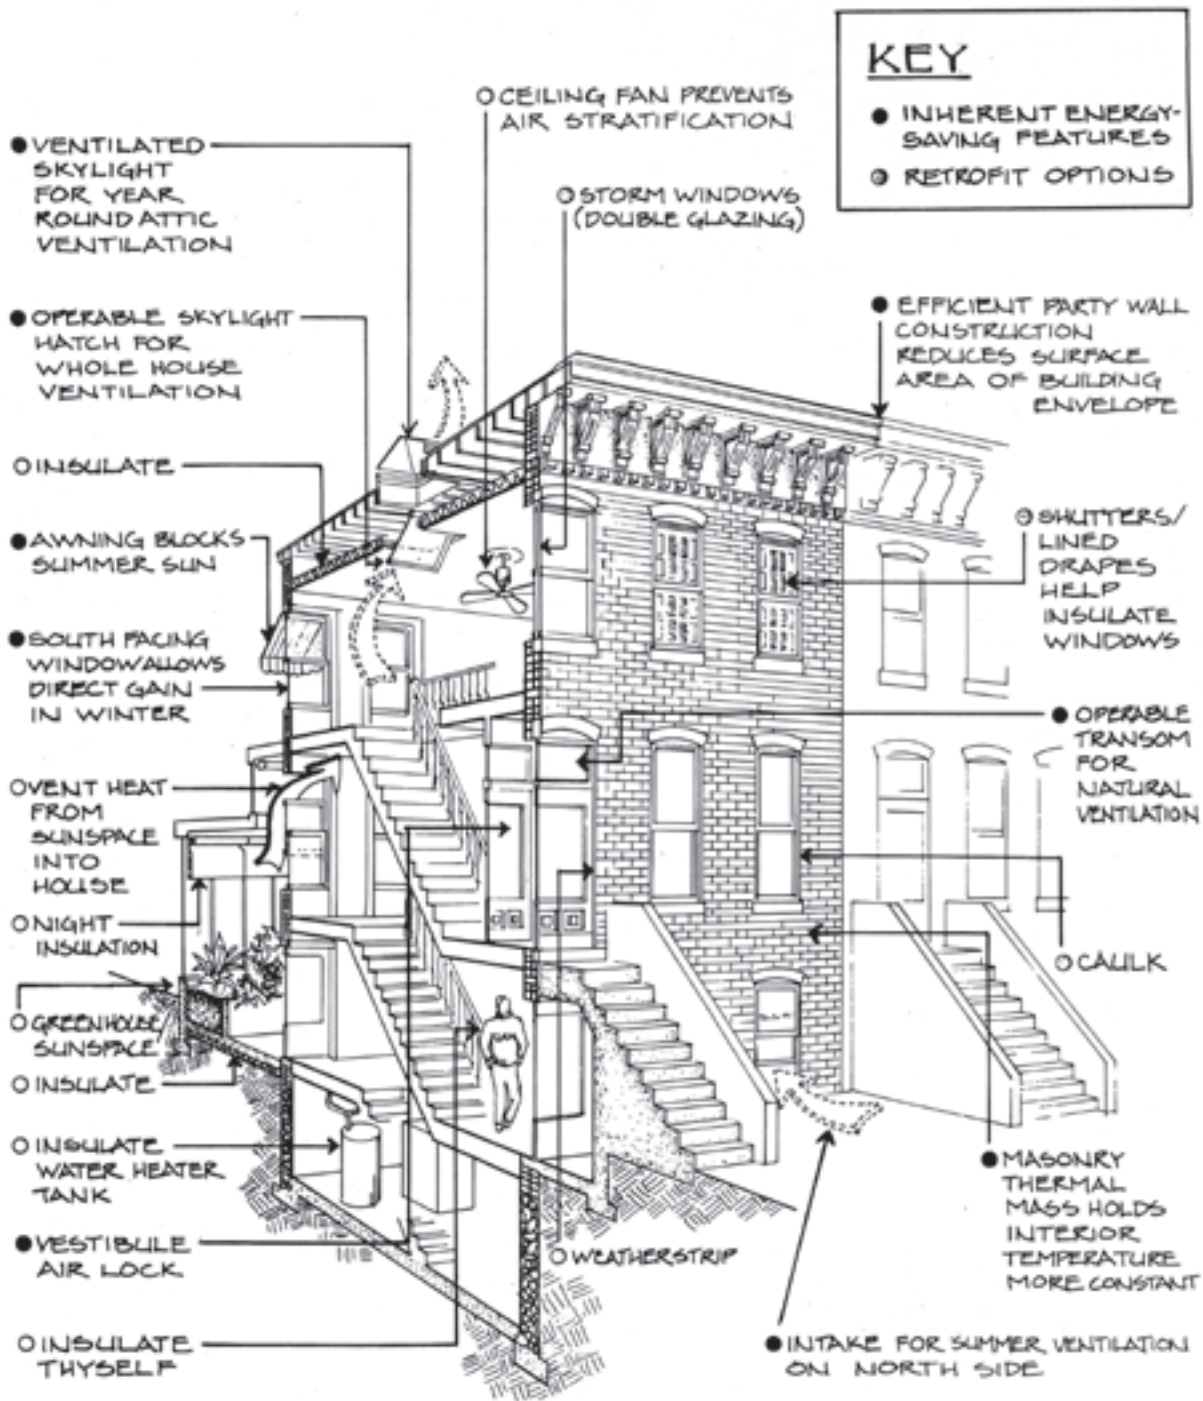 KEY
● INHERENT ENERGY-
SAVING FEATURES
○ RETROFIT OPTIONS
○ CEILING FAN PREVENTS
AIR STRATIFICATION
○ STORM WINDOWS
(DOUBLE GLAZING)
● VENTILATED
SKYLIGHT
FOR YEAR
ROUND ATTIC
VENTILATION
● OPERABLE SKYLIGHT
HATCH FOR
WHOLE HOUSE
VENTILATION
○ INSULATE
● AWNING BLOCKS
SUMMER SUN
● SOUTH FACING
WINDOW ALLOWS
DIRECT GAIN
IN WINTER
○ VENT HEAT
FROM
SUNSPACE
INTO
HOUSE
○ NIGHT
INSULATION
○ GREENHOUSE/
SUNSPACE
○ INSULATE
○ INSULATE
WATER HEATER
TANK
● VESTIBULE
AIR LOCK
○ INSULATE
THYSELF
● EFFICIENT PARTY WALL
CONSTRUCTION
REDUCES SURFACE
AREA OF BUILDING
ENVELOPE
○ SHUTTERS/
LINED
DRAPES
HELP
INSULATE
WINDOWS
● OPERABLE
TRANSOM
FOR
NATURAL
VENTILATION
○ CAULK
● MASONRY
THERMAL
MASS HOLDS
INTERIOR
TEMPERATURE
MORE CONSTANT
○ WEATHERSTRIP
● INTAKE FOR SUMMER VENTILATION
ON NORTH SIDE